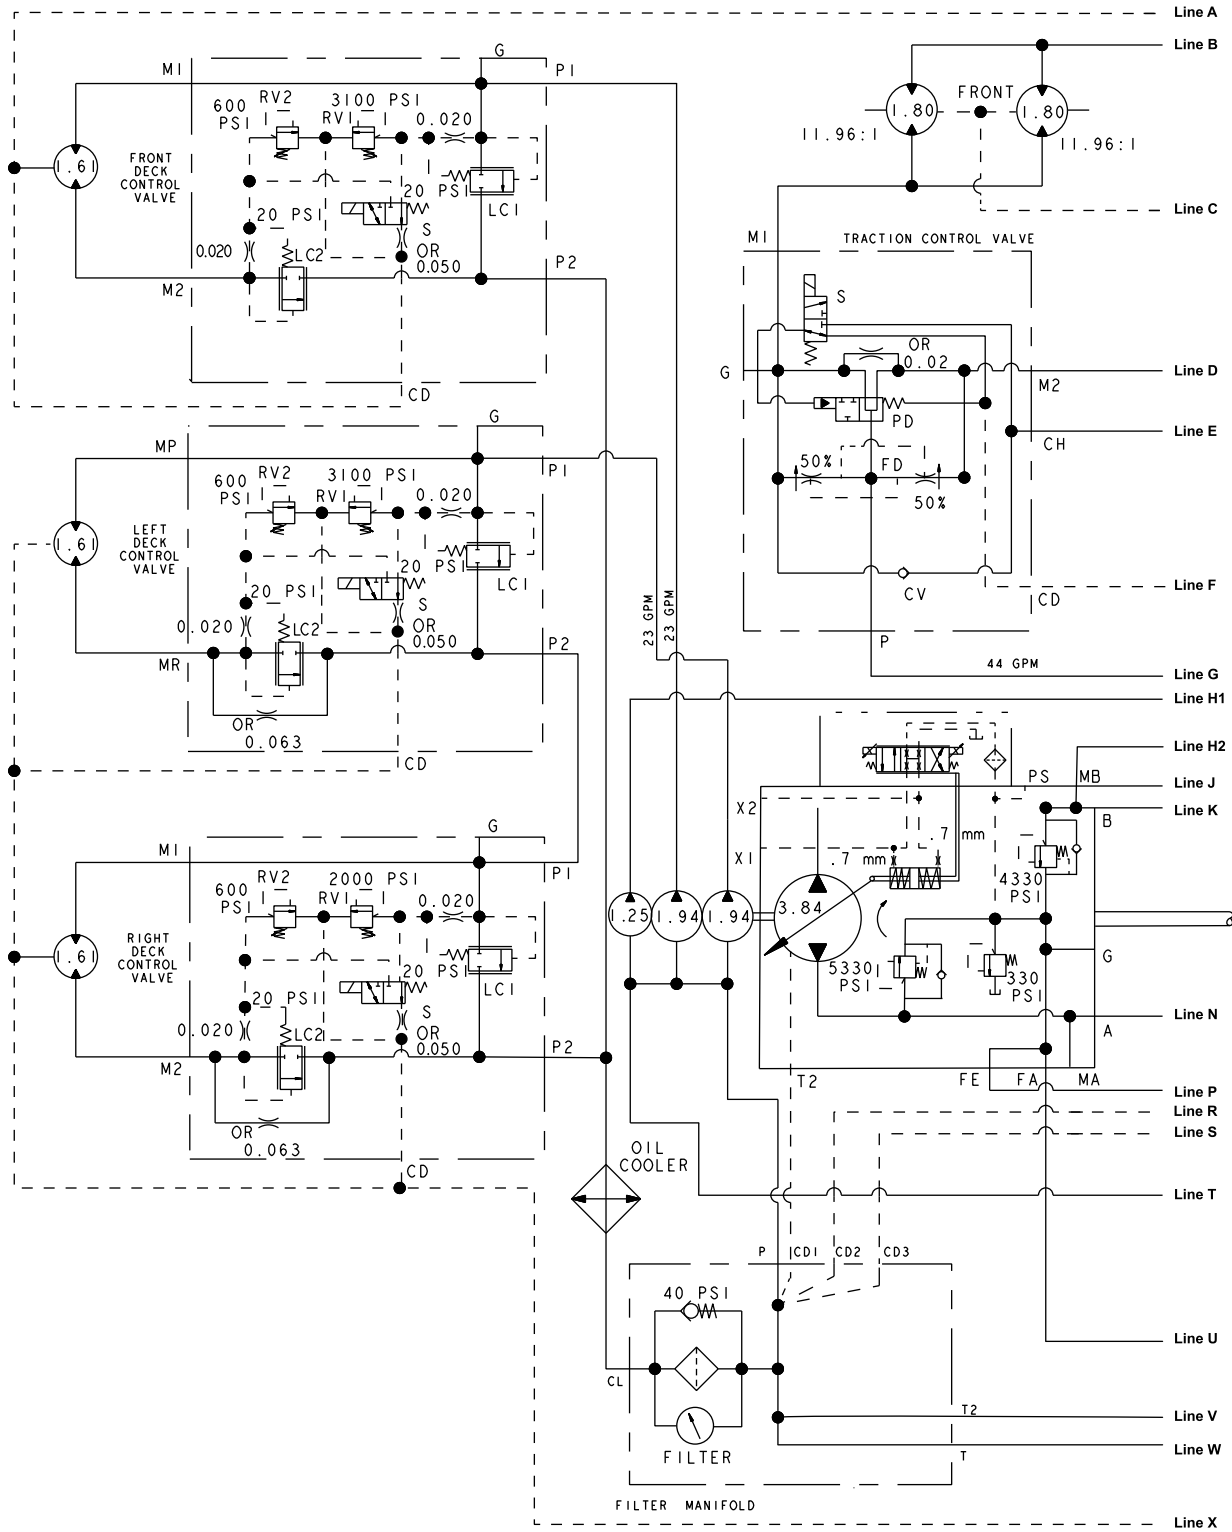 Line A
Line B
G
M1
P1
RV2
3100 PSI
600 PSI
RV1
0.020
FRONT
1.80
1.80
11.96:1
11.96:1
1.61
FRONT
DECK
CONTROL
VALVE
20
PSI
LC1
Line C
20 PSI
S
OR
0.050
0.020
LC2
M2
P2
M1
TRACTION CONTROL VALVE
S
OR
0.02
G
Line D
M2
CD
PD
G
CH
Line E
MP
P1
RV2
3100 PSI
600 PSI
RV1
0.020
50%
FD
50%
1.61
LEFT
DECK
CONTROL
VALVE
20
PSI
LC1
20 PSI
S
OR
0.050
0.020
LC2
MR
P2
CV
CD
Line F
23 GPM
23 GPM
P
44 GPM
Line G
Line H1
OR
0.063
CD
Line H2
PS
MB
Line J
X2
Line K
B
.7 mm
G
M1
P1
X1
.7 mm
RV2
2000 PSI
600
PSI
RV1
0.020
4330
PSI
1.25
1.94
1.94
3.84
1.61
RIGHT
DECK
CONTROL
VALVE
20
PSI
LC1
5330
PSI
330
PSI
G
20 PSI
S
OR
0.050
0.020
LC2
M2
P2
Line N
A
T2
FE
FA
MA
Line P
Line R
Line S
OR
0.063
CD
OIL
COOLER
Line T
P
CD1
CD2
CD3
40 PSI
Line U
CL
T2
Line V
FILTER
T
Line W
FILTER MANIFOLD
Line X